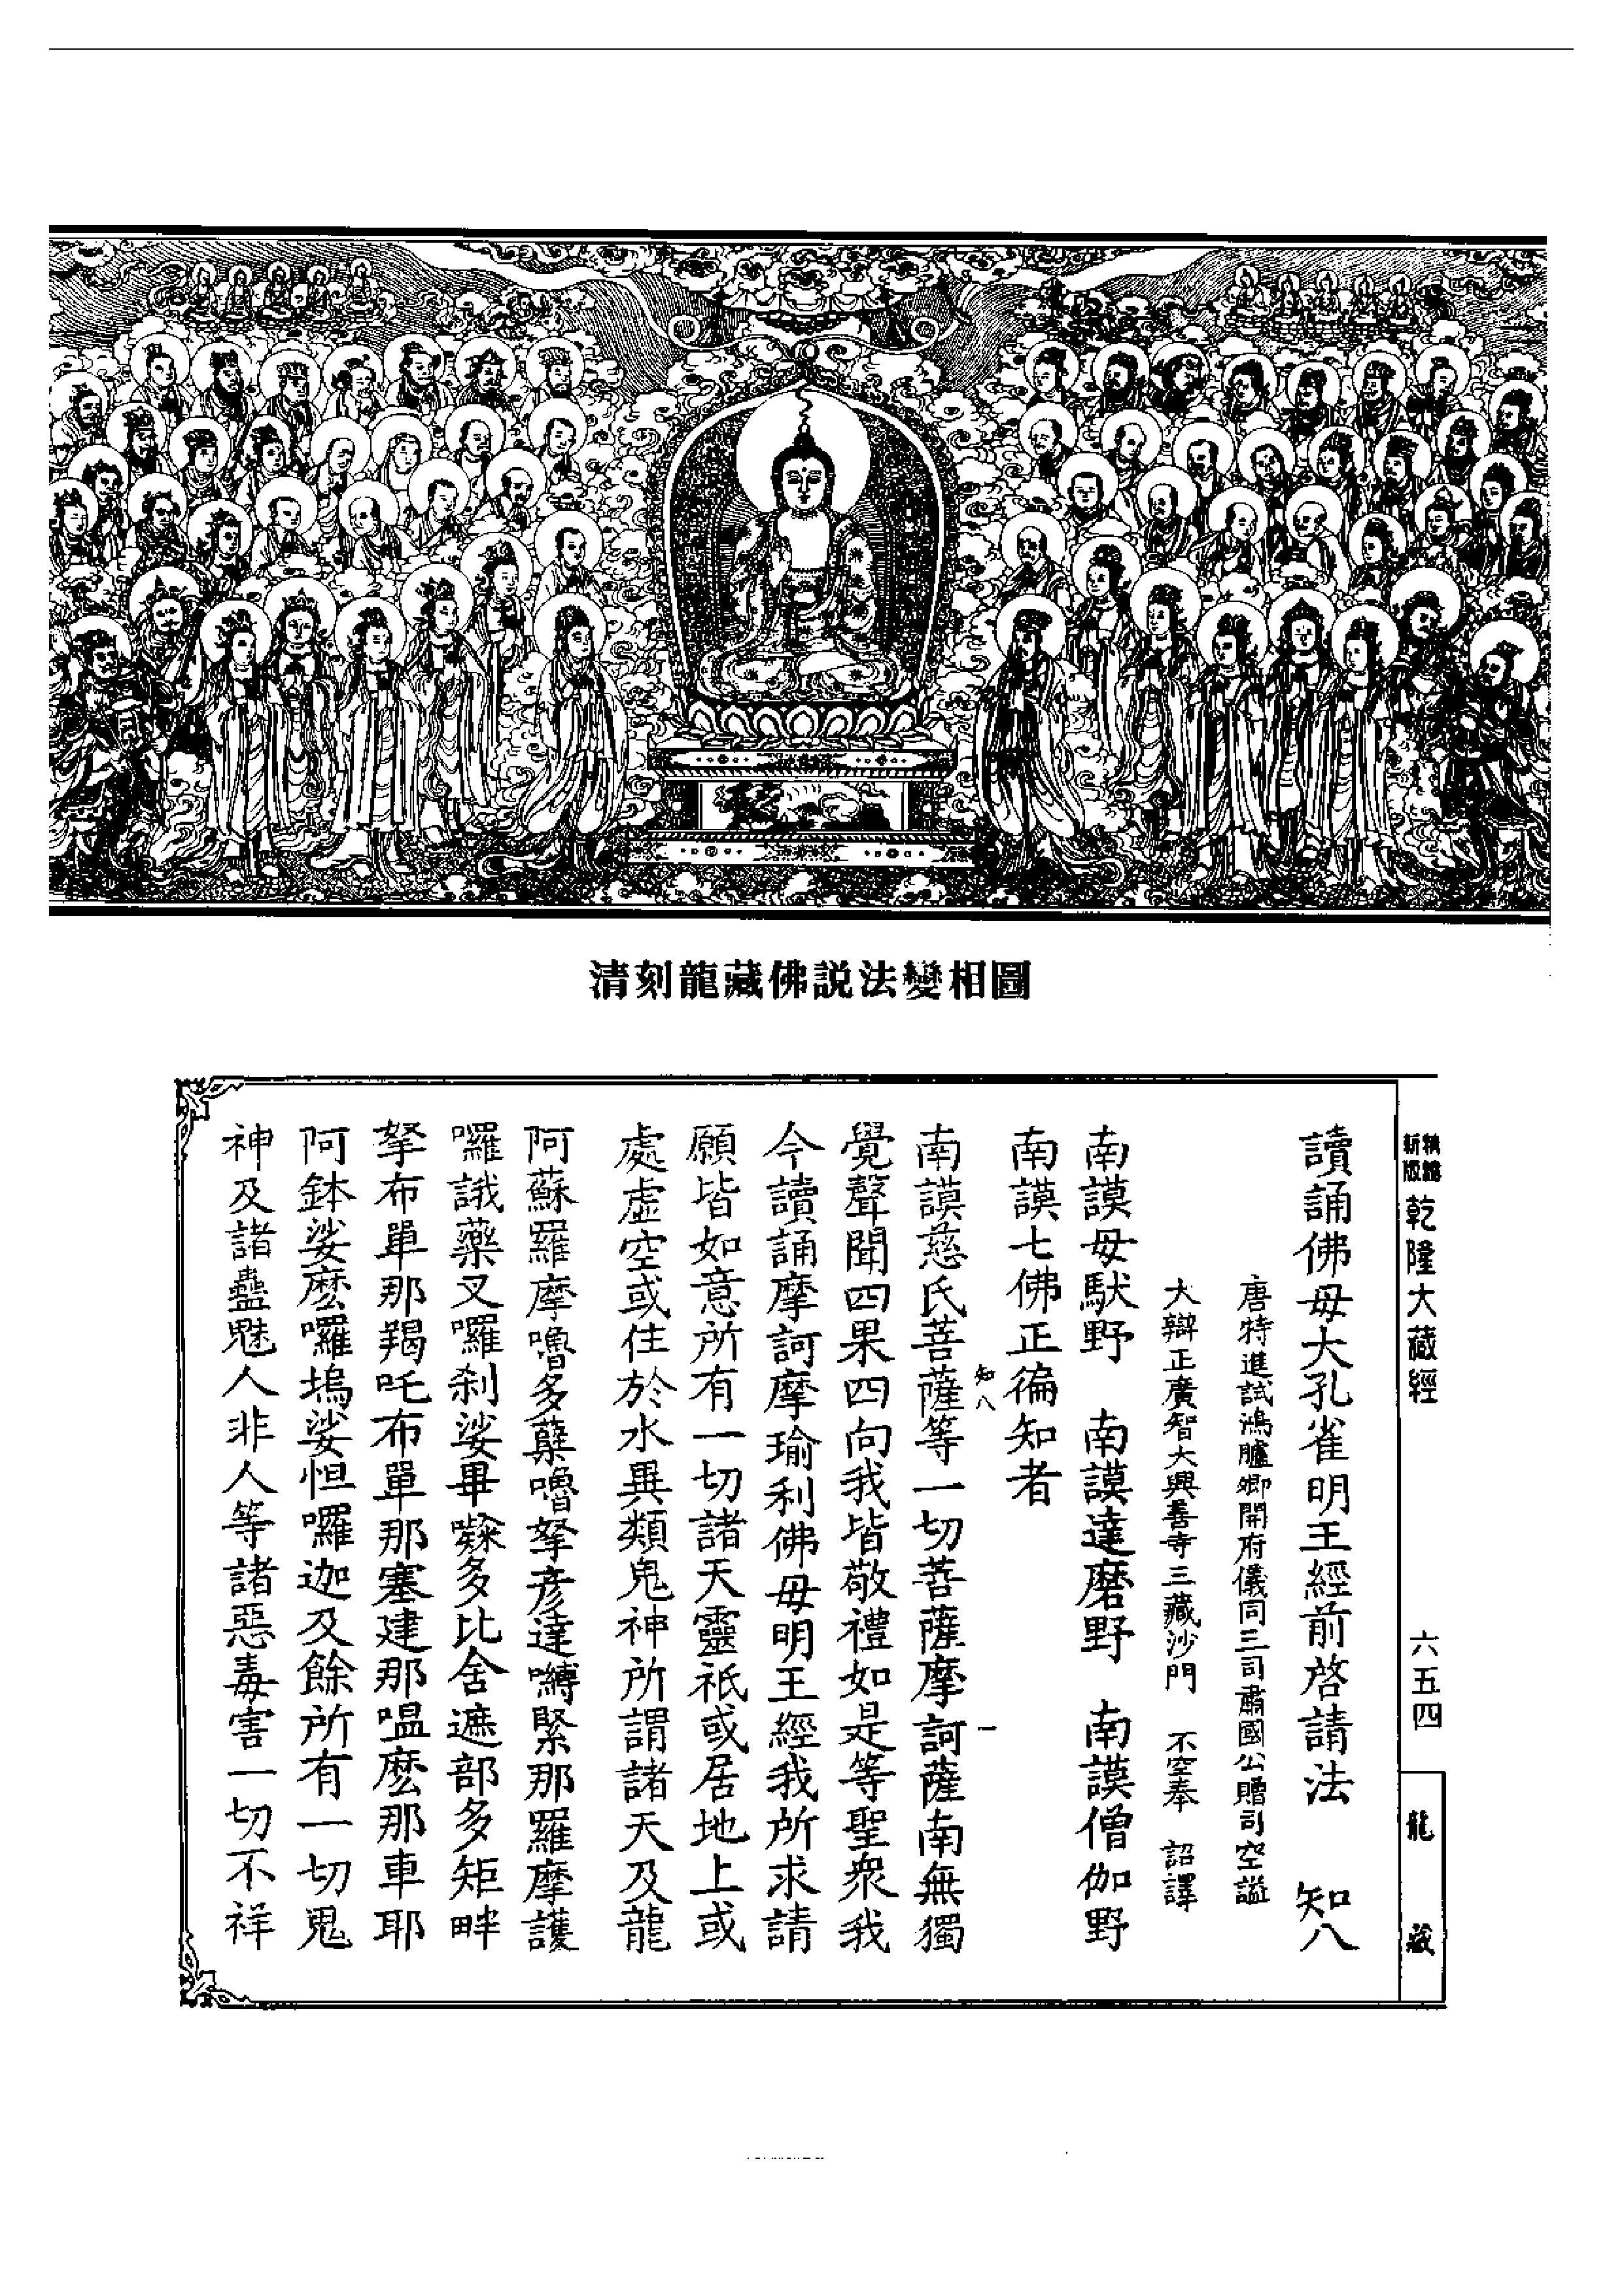 清刻龍藏佛說法變相圖
新版
精縮
乾隆大藏經
六五四
龍藏
讀誦佛母大孔雀明王經前啓請法 知八
唐特進試鴻臚卿開府儀同三司肅國公贈司空謚
大辯正廣智大興善寺三藏沙門 不空奉 詔譯
南謨母馱野 南謨達磨野 南謨僧伽野
南謨七佛正徧知者
知八 一
南謨慈氏菩薩等一切菩薩摩訶薩南無獨
覺聲聞四果四向我皆敬禮如是等聖衆我
今讀誦摩訶摩瑜利佛母明王經我所求請
願皆如意所有一切諸天靈祇或居地上或
處虛空或住於水異類鬼神所謂諸天及龍
阿蘇羅摩嚕多蘖嚕拏彥達嚩緊那羅摩護
囉誐藥叉囉刹娑畢㘑多比舍遮部多矩畔
拏布單那羯吒布單那塞建那嗢麽那車耶
阿鉢娑麽囉塢娑怛囉迦及餘所有一切鬼
神及諸蠱魅人非人等諸惡毒害一切不祥